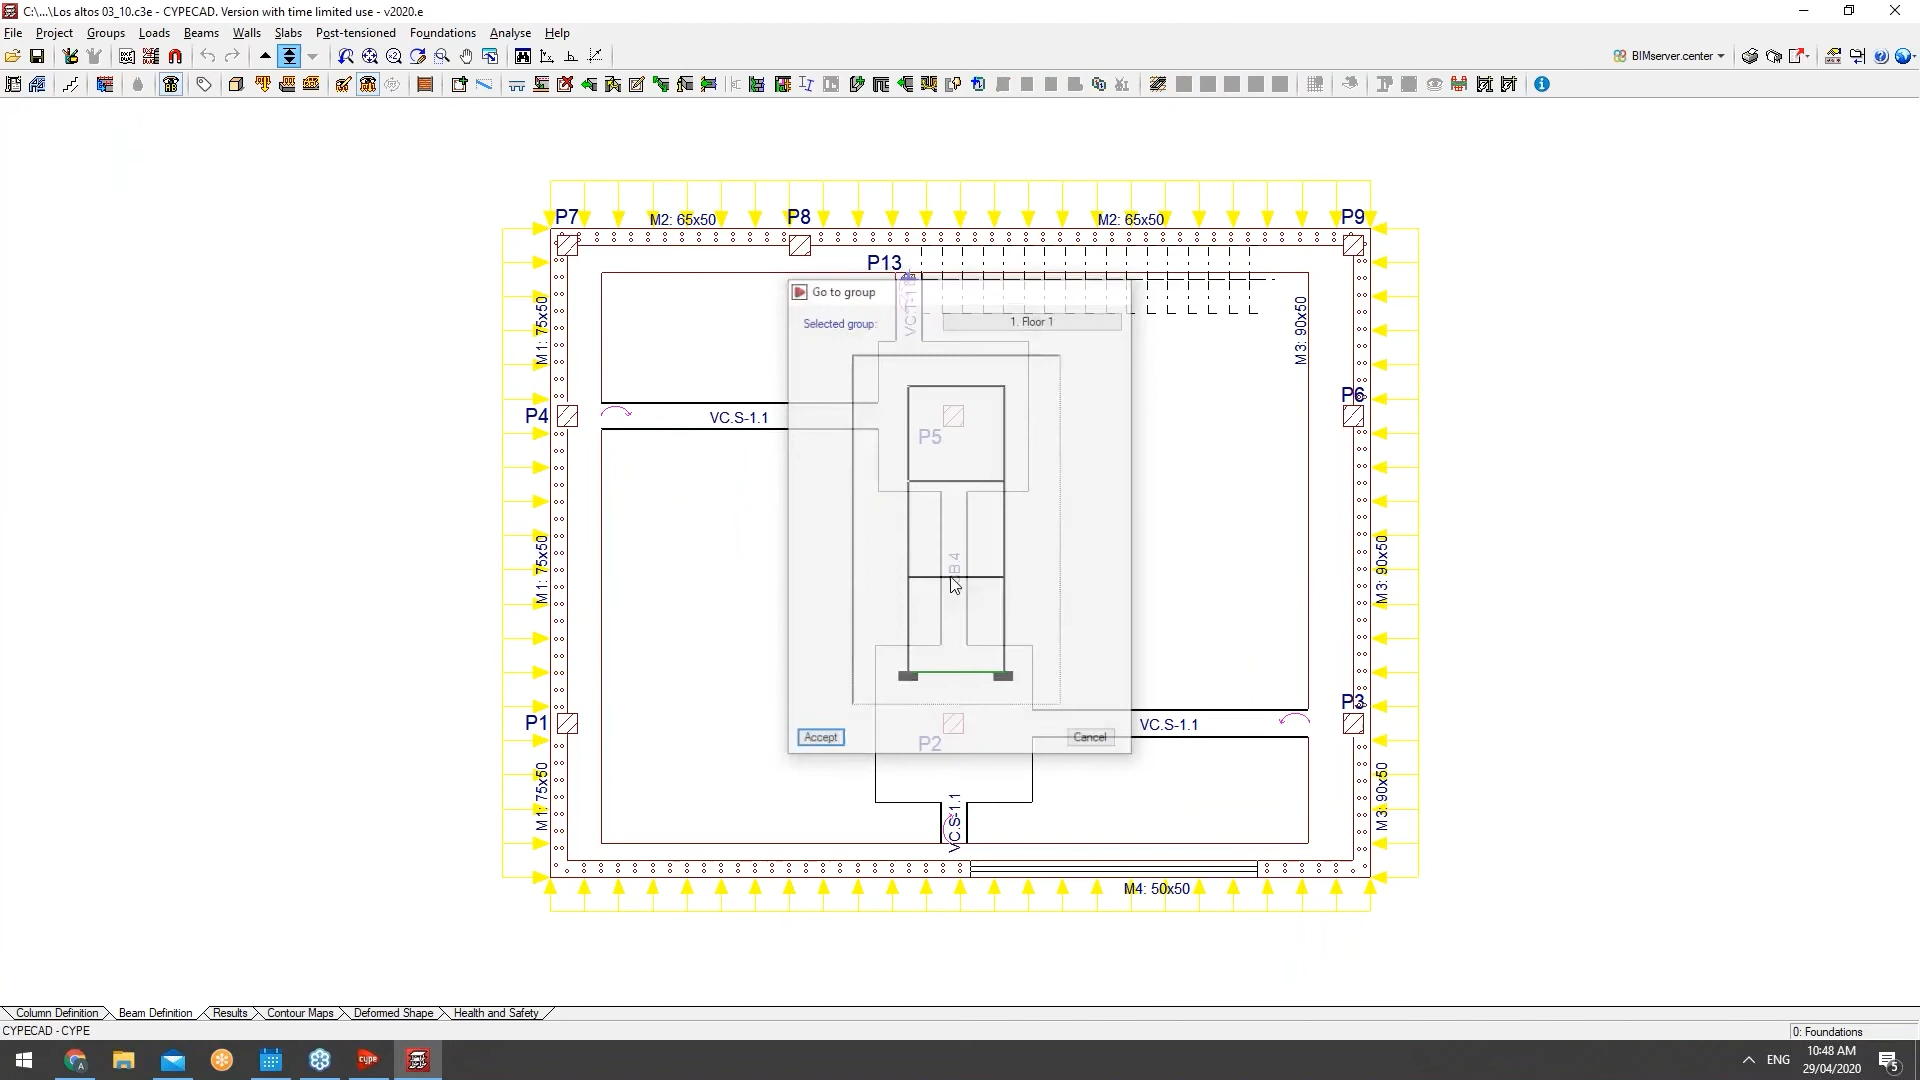 C:\...\Los altos 03_10.c3e - CYPECAD. Version with time limited use - v2020.e
File Project Groups Loads Beams Walls Slabs Post-tensioned Foundations Analyse Help
BIMserver.center
P7 M2: 65x50 P8 M2: 65x50 P9
P13
Go to group
Selected group: 1. Floor 1
VC.T-1.1
M1: 75x50
M3: 90x50
P4 VC.S-1.1 P5 P6
M1: 75x50
M3: 90x50
P1 P2 VC.S-1.1 P3
Accept Cancel
M1: 75x50
VC.S-1.1
M3: 90x50
M4: 50x50
Column Definition Beam Definition Results Contour Maps Deformed Shape Health and Safety
CYPECAD - CYPE 0: Foundations
cype
ENG 10:48 AM
29/04/2020
5